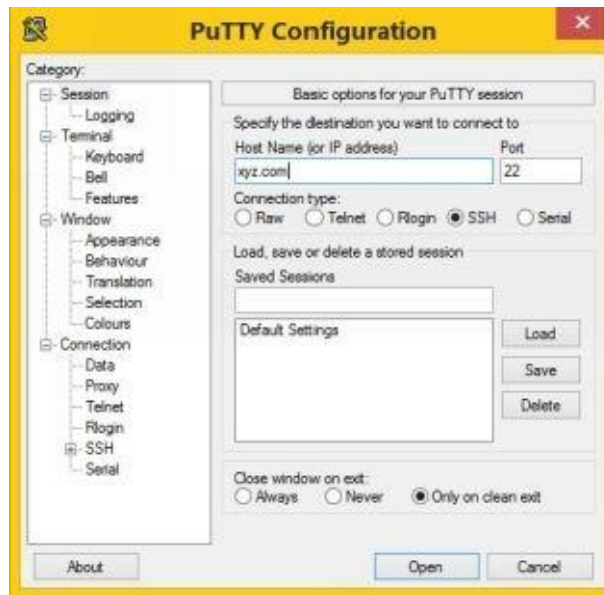 PuTTY Configuration
Category:
Session
Logging
Terminal
Keyboard
Bell
Features
Window
Appearance
Behaviour
Translation
Selection
Colours
Connection
Data
Proxy
Telnet
Rlogin
SSH
Serial
Basic options for your PuTTY session
Specify the destination you want to connect to
Host Name (or IP address) Port
xyz.com 22
Connection type:
Raw Telnet Rlogin SSH Serial
Load, save or delete a stored session
Saved Sessions
Default Settings
Load
Save
Delete
Close window on exit:
Always Never Only on clean exit
About Open Cancel